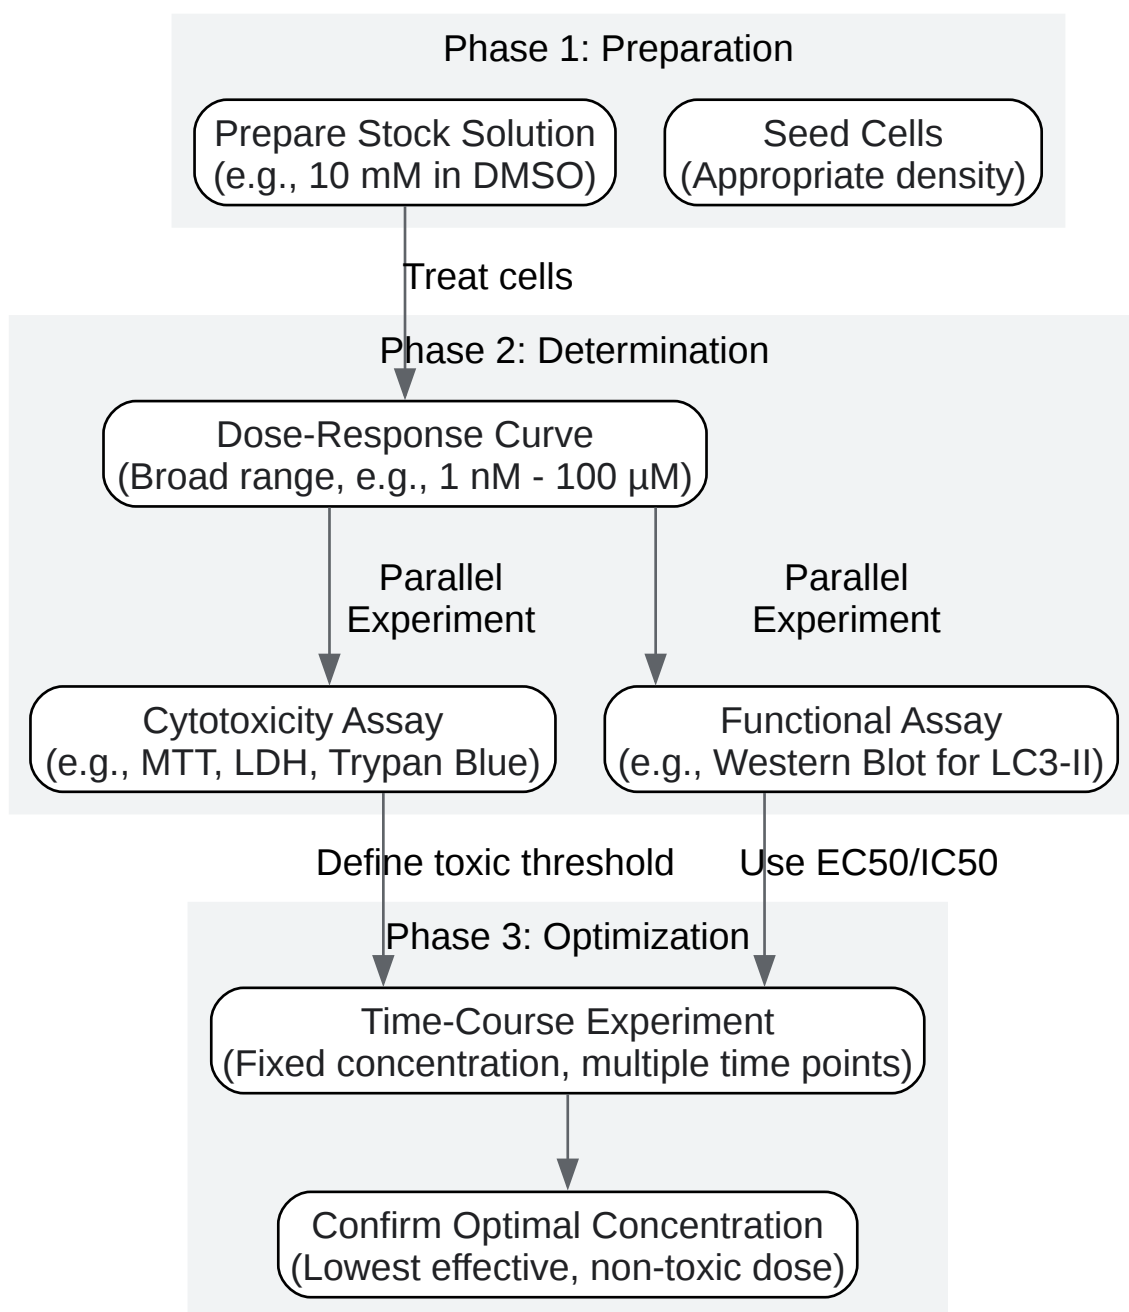 Phase 1: Preparation
Prepare Stock Solution
(e.g., 10 mM in DMSO)
Seed Cells
(Appropriate density)
Treat cells
Phase 2: Determination
Dose-Response Curve
(Broad range, e.g., 1 nM - 100 µM)
Parallel
Experiment
Parallel
Experiment
Cytotoxicity Assay
(e.g., MTT, LDH, Trypan Blue)
Functional Assay
(e.g., Western Blot for LC3-II)
Define toxic threshold
Use EC50/IC50
Phase 3: Optimization
Time-Course Experiment
(Fixed concentration, multiple time points)
Confirm Optimal Concentration
(Lowest effective, non-toxic dose)